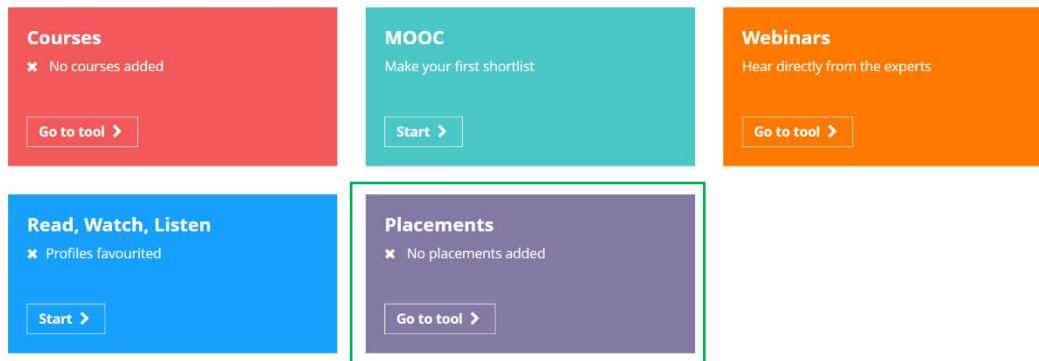 Courses
✖ No courses added
Go to tool ❯
MOOC
Make your first shortlist
Start ❯
Webinars
Hear directly from the experts
Go to tool ❯
Read, Watch, Listen
✖ Profiles favourited
Start ❯
Placements
✖ No placements added
Go to tool ❯